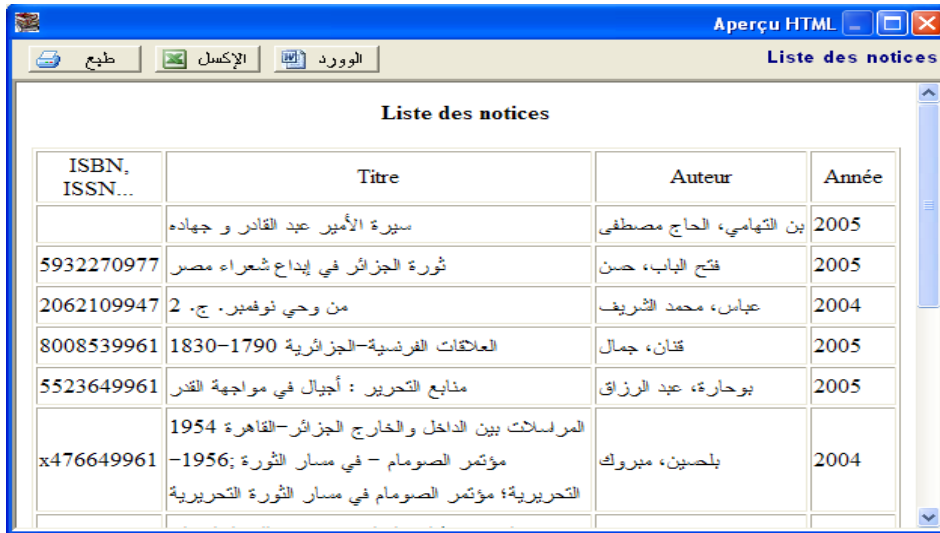 Aperçu HTML
طبع
الإكسل
الوورد
Liste des notices
Liste des notices
ISBN, ISSN... Titre Auteur Année
سيرة الأمير عبد القادر و جهاده بن التهامي، الحاج مصطفى 2005
5932270977 ثورة الجزائر في إبداع شعراء مصر فتح الباب، حسن 2005
2062109947 من وحي نوفمبر. ج. 2 عباس، محمد الشريف 2004
8008539961 العلاقات الفرنسية-الجزائرية 1790-1830 قنان، جمال 2005
5523649961 منابع التحرير : أجيال في مواجهة القدر بوحارة، عبد الرزاق 2005
المراسلات بين الداخل والخارج الجزائر-القاهرة 1954
x476649961 مؤتمر الصومام - في مسار الثورة ;1956- بلحسين، مبروك 2004
التحريرية؛ مؤتمر الصومام في مسار الثورة التحريرية